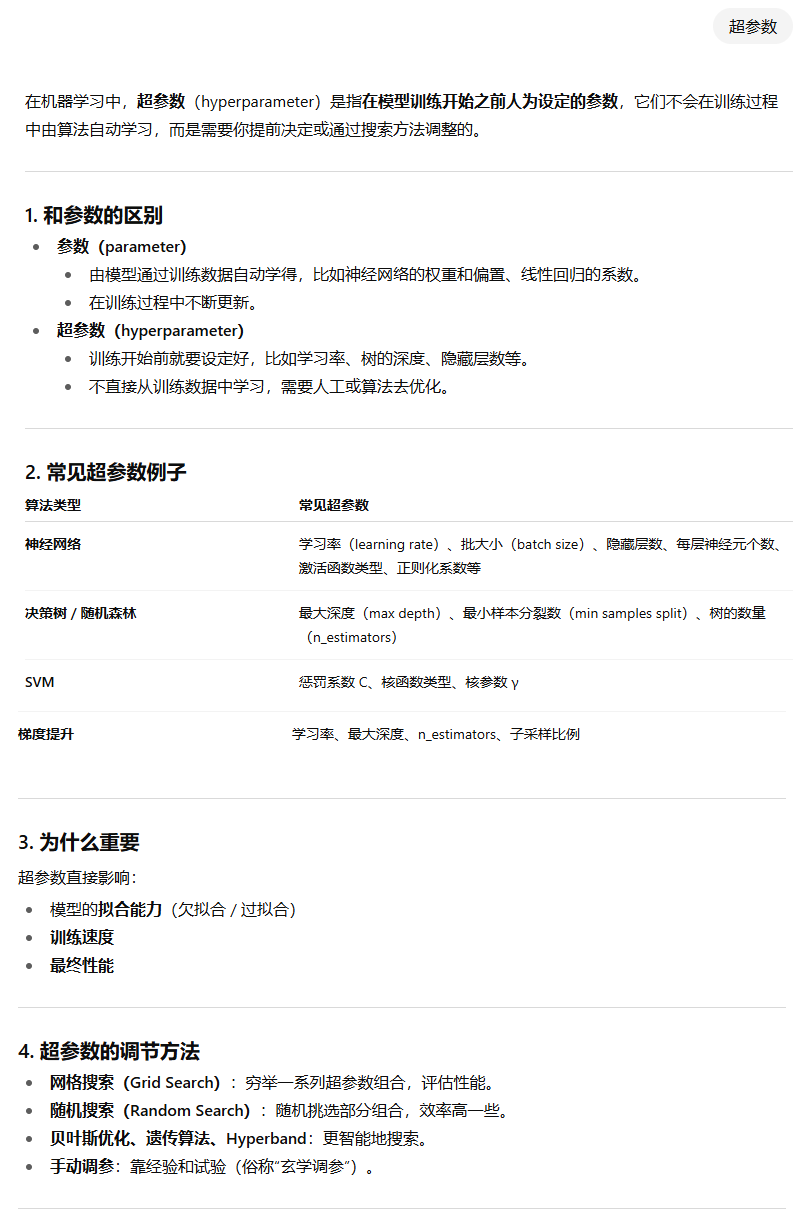 超参数
在机器学习中，超参数（hyperparameter）是指在模型训练开始之前人为设定的参数，它们不会在训练过程
中由算法自动学习，而是需要你提前决定或通过搜索方法调整的。
1. 和参数的区别
• 参数（parameter）
• 由模型通过训练数据自动学得，比如神经网络的权重和偏置、线性回归的系数。
• 在训练过程中不断更新。
• 超参数（hyperparameter）
• 训练开始前就要设定好，比如学习率、树的深度、隐藏层数等。
• 不直接从训练数据中学习，需要人工或算法去优化。
2. 常见超参数例子
算法类型 常见超参数
神经网络 学习率（learning rate）、批大小（batch size）、隐藏层数、每层神经元个数、
激活函数类型、正则化系数等
决策树 / 随机森林 最大深度（max depth）、最小样本分裂数（min samples split）、树的数量
（n_estimators）
SVM 惩罚系数 C、核函数类型、核参数 γ
梯度提升 学习率、最大深度、n_estimators、子采样比例
3. 为什么重要
超参数直接影响：
• 模型的拟合能力（欠拟合 / 过拟合）
• 训练速度
• 最终性能
4. 超参数的调节方法
• 网格搜索（Grid Search）：穷举一系列超参数组合，评估性能。
• 随机搜索（Random Search）：随机挑选部分组合，效率高一些。
• 贝叶斯优化、遗传算法、Hyperband：更智能地搜索。
• 手动调参：靠经验和试验（俗称“玄学调参”）。